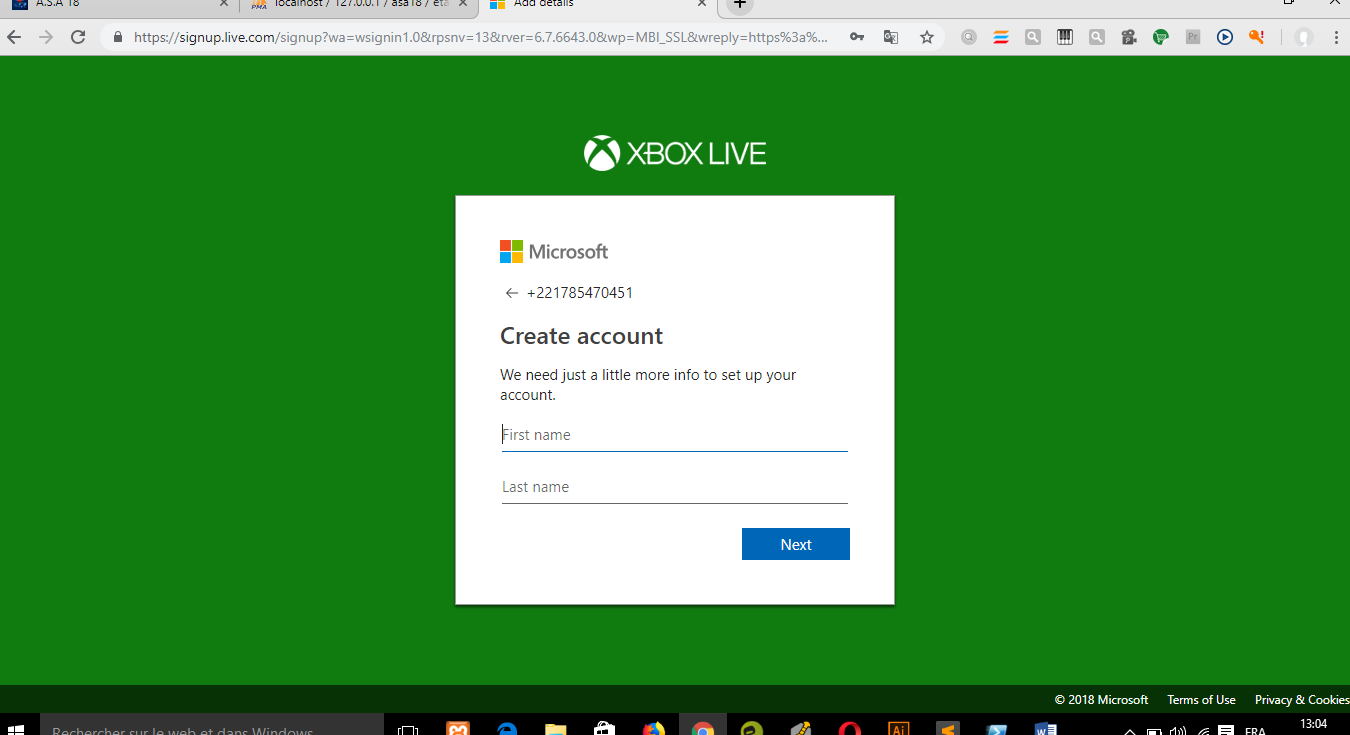 A.S.A 18
localhost / 127.0.0.1 / asa18 / eta
Add details
https://signup.live.com/signup?wa=wsignin1.0&rpsnv=13&rver=6.7.6643.0&wp=MBI_SSL&wreply=https%3a%...
XBOX LIVE
Microsoft
+221785470451
Create account
We need just a little more info to set up your
account.
First name
Last name
Next
© 2018 Microsoft
Terms of Use
Privacy & Cookies
Rechercher sur le web et dans Windows
Ai
FRA
13:04